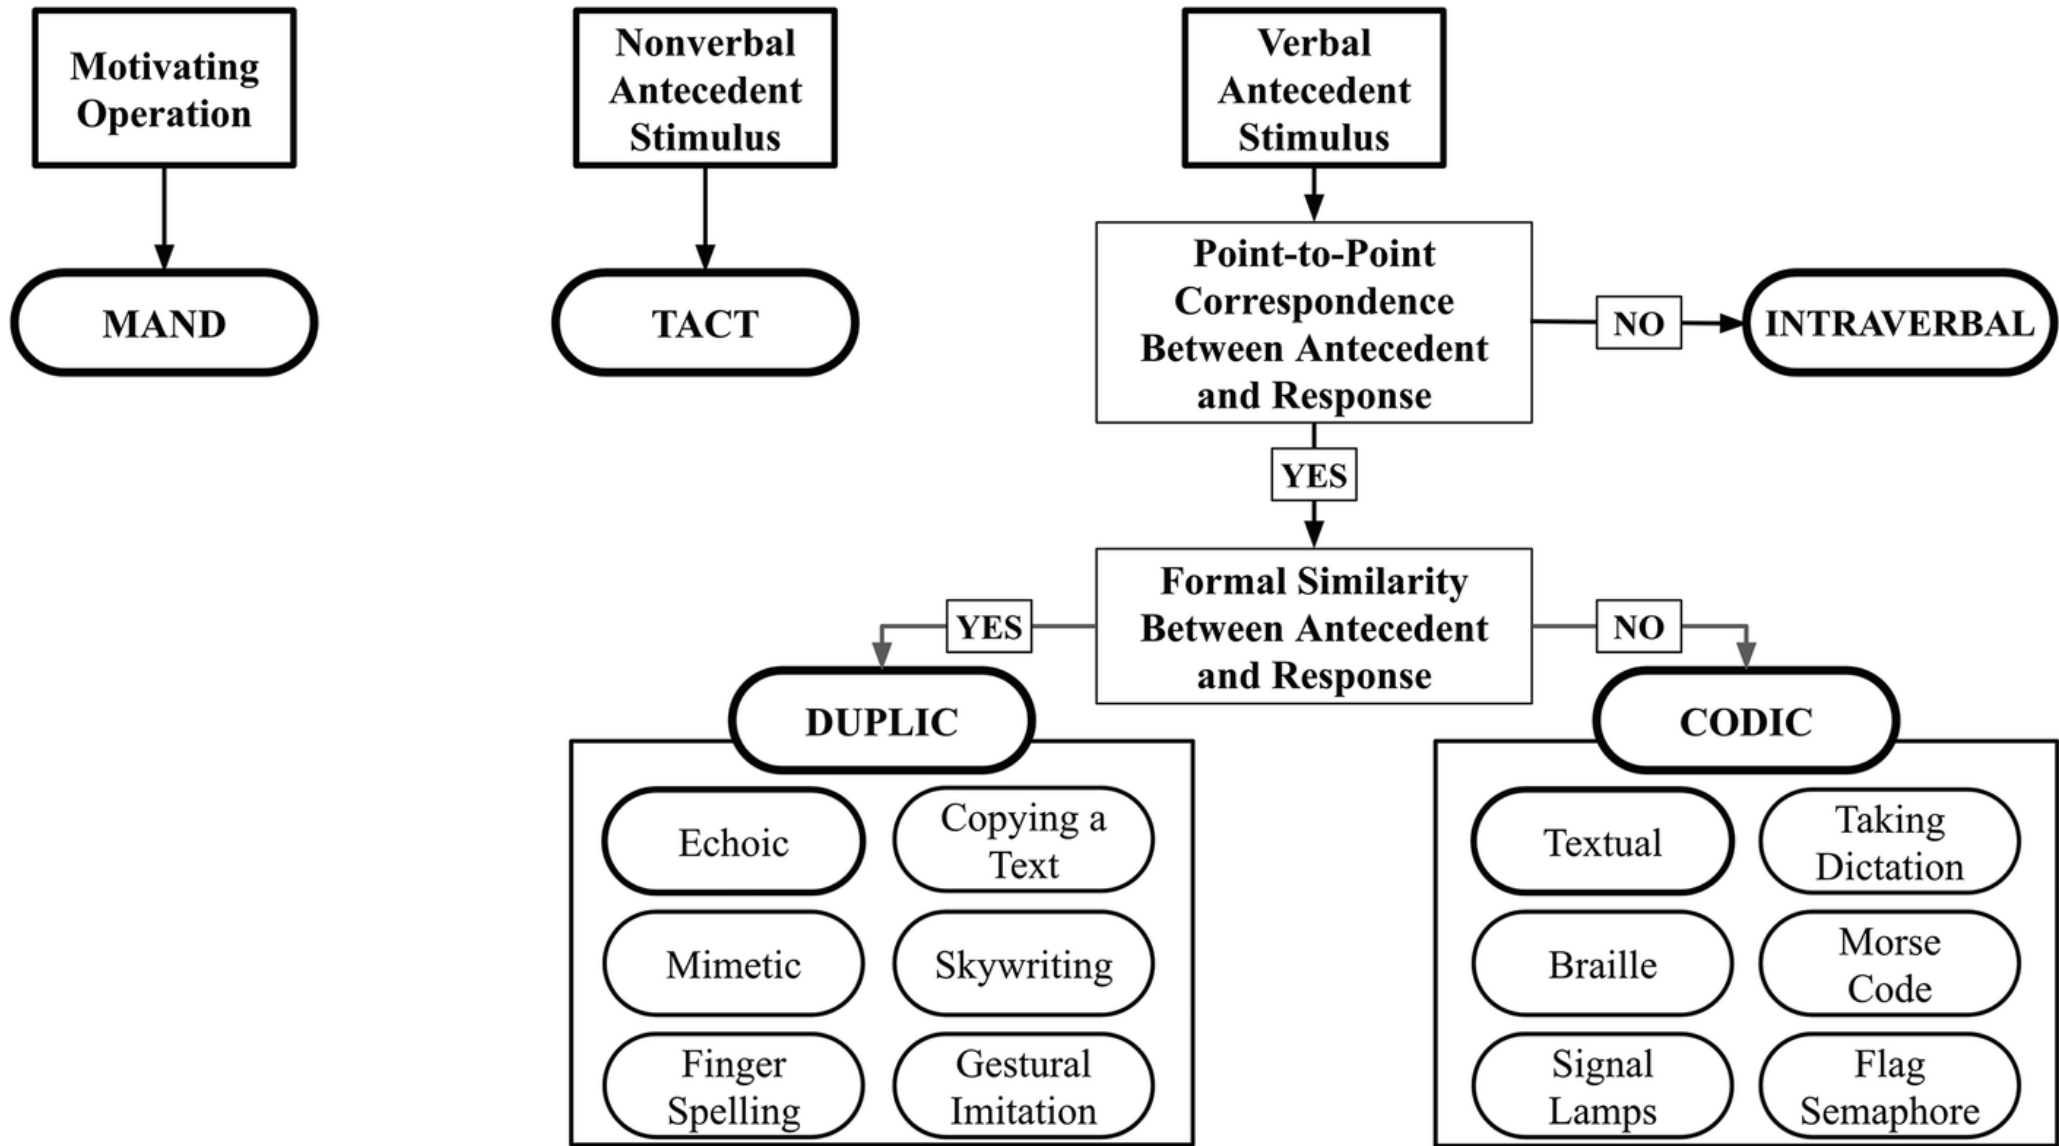 Motivating
Operation
MAND
Nonverbal
Antecedent
Stimulus
TACT
Verbal
Antecedent
Stimulus
Point-to-Point
Correspondence
Between Antecedent
and Response
NO
INTRAVERBAL
YES
Formal Similarity
Between Antecedent
and Response
YES
NO
DUPLIC
Echoic
Copying a
Text
Mimetic
Skywriting
Finger
Spelling
Gestural
Imitation
CODIC
Textual
Taking
Dictation
Braille
Morse
Code
Signal
Lamps
Flag
Semaphore